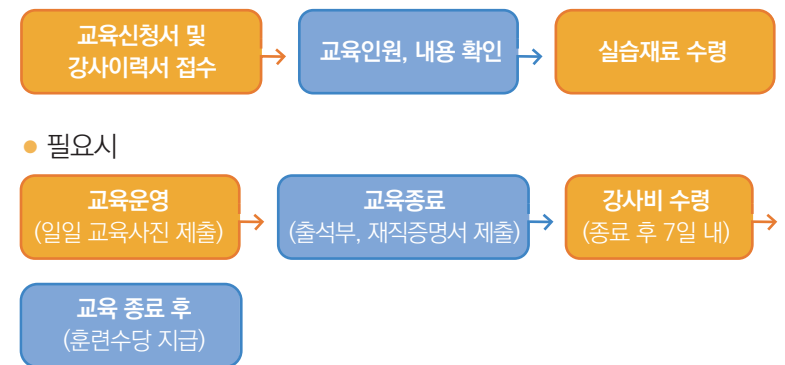 교육신청서 및
강사이력서 접수
교육인원, 내용 확인
실습재료 수령
● 필요시
교육운영
(일일 교육사진 제출)
교육종료
(출석부, 재직증명서 제출)
강사비 수령
(종료 후 7일 내)
교육 종료 후
(훈련수당 지급)